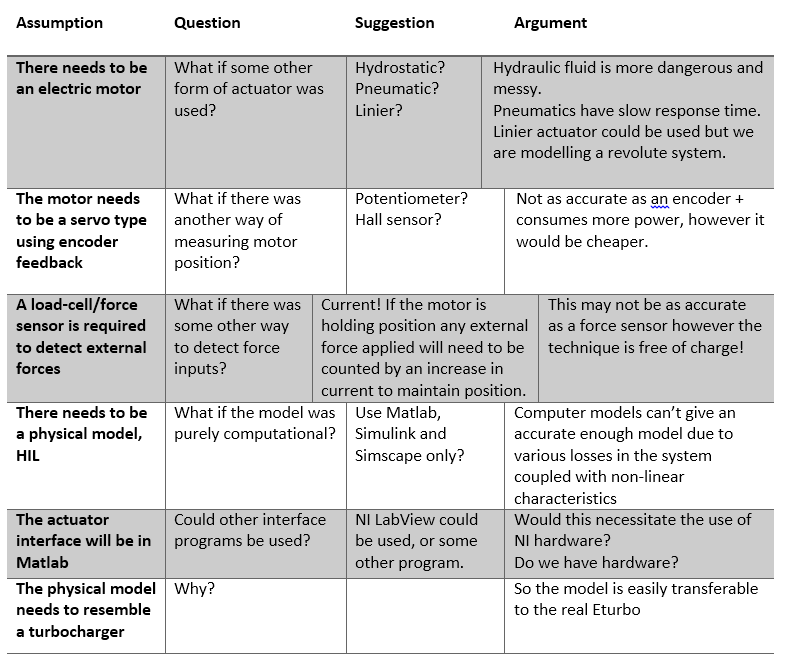 Assumption Question Suggestion Argument
There needs to be
an electric motor
What if some other
form of actuator was
used?
Hydrostatic?
Pneumatic?
Linier?
Hydraulic fluid is more dangerous and
messy.
Pneumatics have slow response time.
Linier actuator could be used but we
are modelling a revolute system.
The motor needs
to be a servo type
using encoder
feedback
What if there was
another way of
measuring motor
position?
Potentiometer?
Hall sensor?
Not as accurate as an encoder +
consumes more power, however it
would be cheaper.
A load-cell/force
sensor is required
to detect external
forces
What if there was
some other way
to detect force
inputs?
Current! If the motor is
holding position any external
force applied will need to be
counted by an increase in
current to maintain position.
This may not be as accurate
as a force sensor however the
technique is free of charge!
There needs to be
a physical model,
HIL
What if the model was
purely computational?
Use Matlab,
Simulink and
Simscape only?
Computer models can’t give an
accurate enough model due to
various losses in the system
coupled with non-linear
characteristics
The actuator
interface will be in
Matlab
Could other interface
programs be used?
NI LabView could
be used, or some
other program.
Would this necessitate the use of
NI hardware?
Do we have hardware?
The physical model
needs to resemble
a turbocharger
Why?
So the model is easily transferable
to the real Eturbo